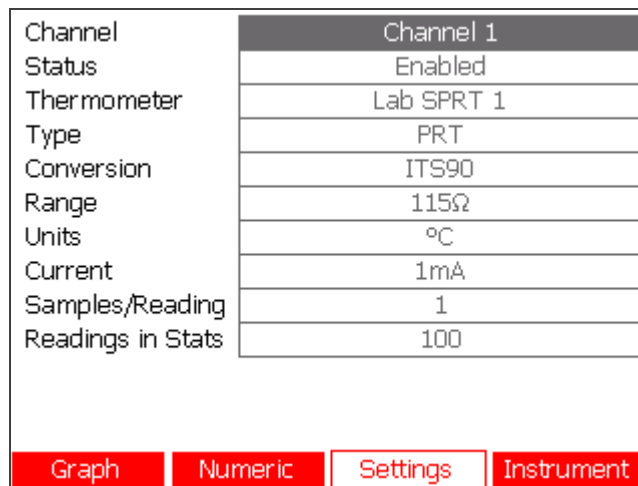 Channel Channel 1
Status Enabled
Thermometer Lab SPRT 1
Type PRT
Conversion ITS90
Range 115Ω
Units ºC
Current 1mA
Samples/Reading 1
Readings in Stats 100
Graph Numeric Settings Instrument